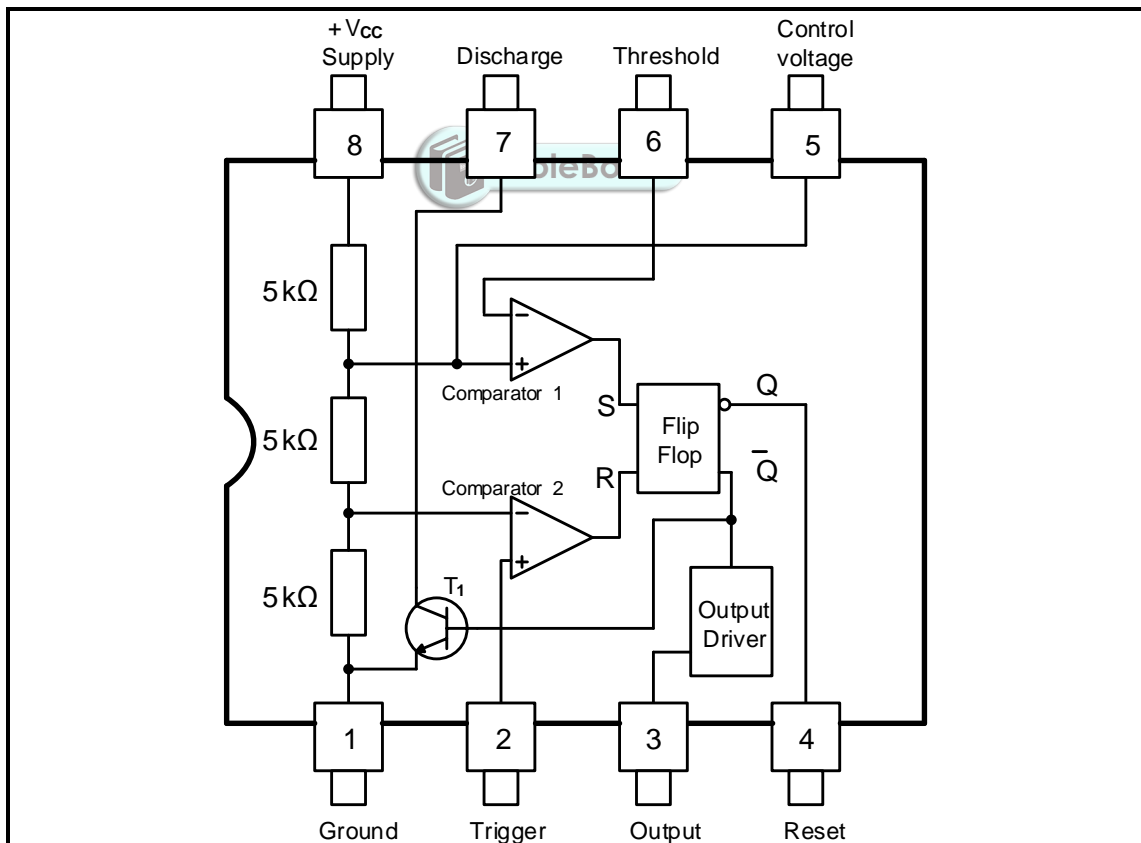 +Vcc
Supply
Discharge
Threshold
Control
voltage
8
7
6
5
5kΩ
Comparator 1
S
Q
Flip
Flop
5kΩ
R
Q̅
Comparator 2
5kΩ
T₁
Output
Driver
1
2
3
4
Ground
Trigger
Output
Reset